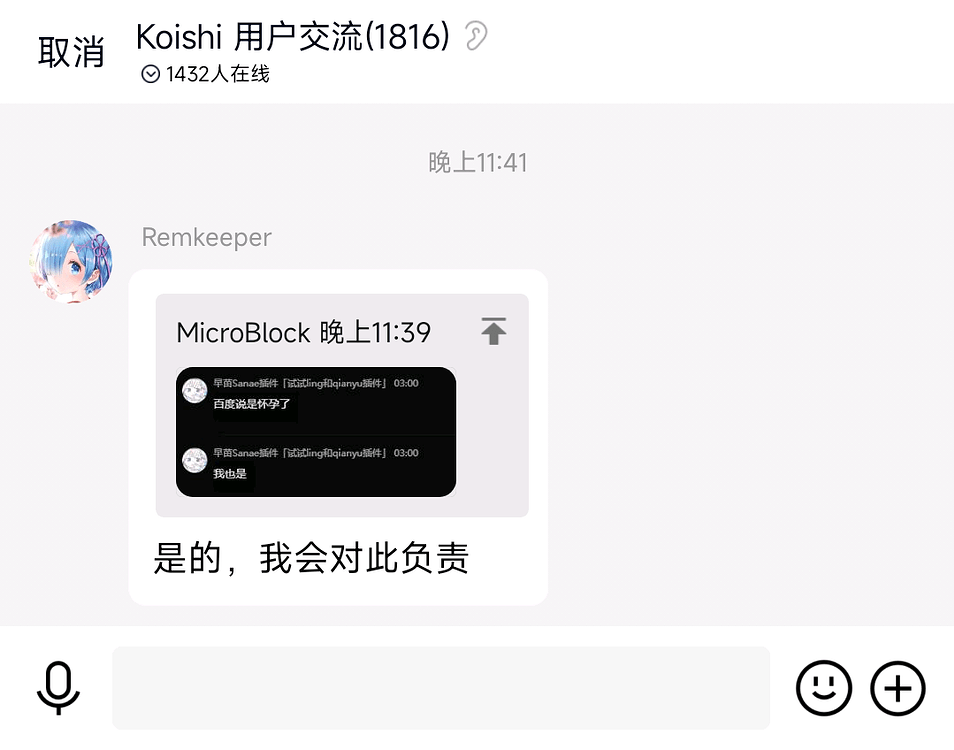 取消
Koishi 用户交流(1816)
1432人在线
晚上11:41
Remkeeper
MicroBlock 晚上11:39
早苗Sanae插件「试试ling和qianyu插件」 03:00
百度说是怀孕了
早苗Sanae插件「试试ling和qianyu插件」 03:00
我也是
是的，我会对此负责